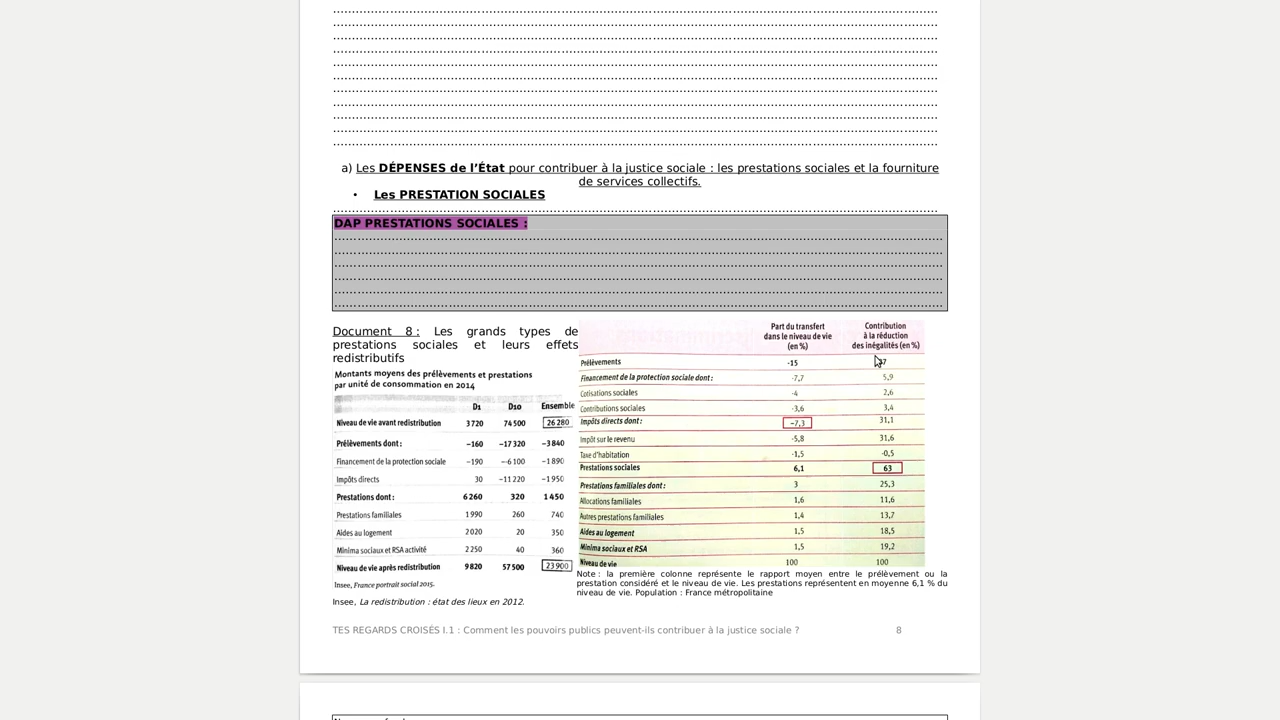 a) Les DÉPENSES de l’État pour contribuer à la justice sociale : les prestations sociales et la fourniture
de services collectifs.
• Les PRESTATION SOCIALES
DAP PRESTATIONS SOCIALES :
Document 8 : Les grands types de
prestations sociales et leurs effets
redistributifs
Montants moyens des prélèvements et prestations
par unité de consommation en 2014
D1 D10 Ensemble
Niveau de vie avant redistribution 3 720 74 500 26 280
Prélèvements dont : −160 −17 320 −3 840
Financement de la protection sociale −190 −6 100 −1 890
Impôts directs 30 −11 220 −1 950
Prestations dont : 6 260 320 1 450
Prestations familiales 1 990 260 740
Aides au logement 2 020 20 350
Minima sociaux et RSA activité 2 250 40 360
Niveau de vie après redistribution 9 820 57 500 23 900
Insee, France portrait social 2015.
Insee, La redistribution : état des lieux en 2012.
Part du transfert
dans le niveau de vie
(en %)
Contribution
à la réduction
des inégalités (en %)
Prélèvements -15
Financement de la protection sociale dont : -7,7 5,9
Cotisations sociales -4 2,6
Contributions sociales -3,6 3,4
Impôts directs dont : −7,3 31,1
Impôt sur le revenu -5,8 31,6
Taxe d'habitation -1,5 -0,5
Prestations sociales 6,1 63
Prestations familiales dont : 3 25,3
Allocations familiales 1,6 11,6
Autres prestations familiales 1,4 13,7
Aides au logement 1,5 18,5
Minima sociaux et RSA 1,5 19,2
Niveau de vie 100 100
Note : la première colonne représente le rapport moyen entre le prélèvement ou la
prestation considéré et le niveau de vie. Les prestations représentent en moyenne 6,1 % du
niveau de vie. Population : France métropolitaine
TES REGARDS CROISÉS I.1 : Comment les pouvoirs publics peuvent-ils contribuer à la justice sociale ? 8